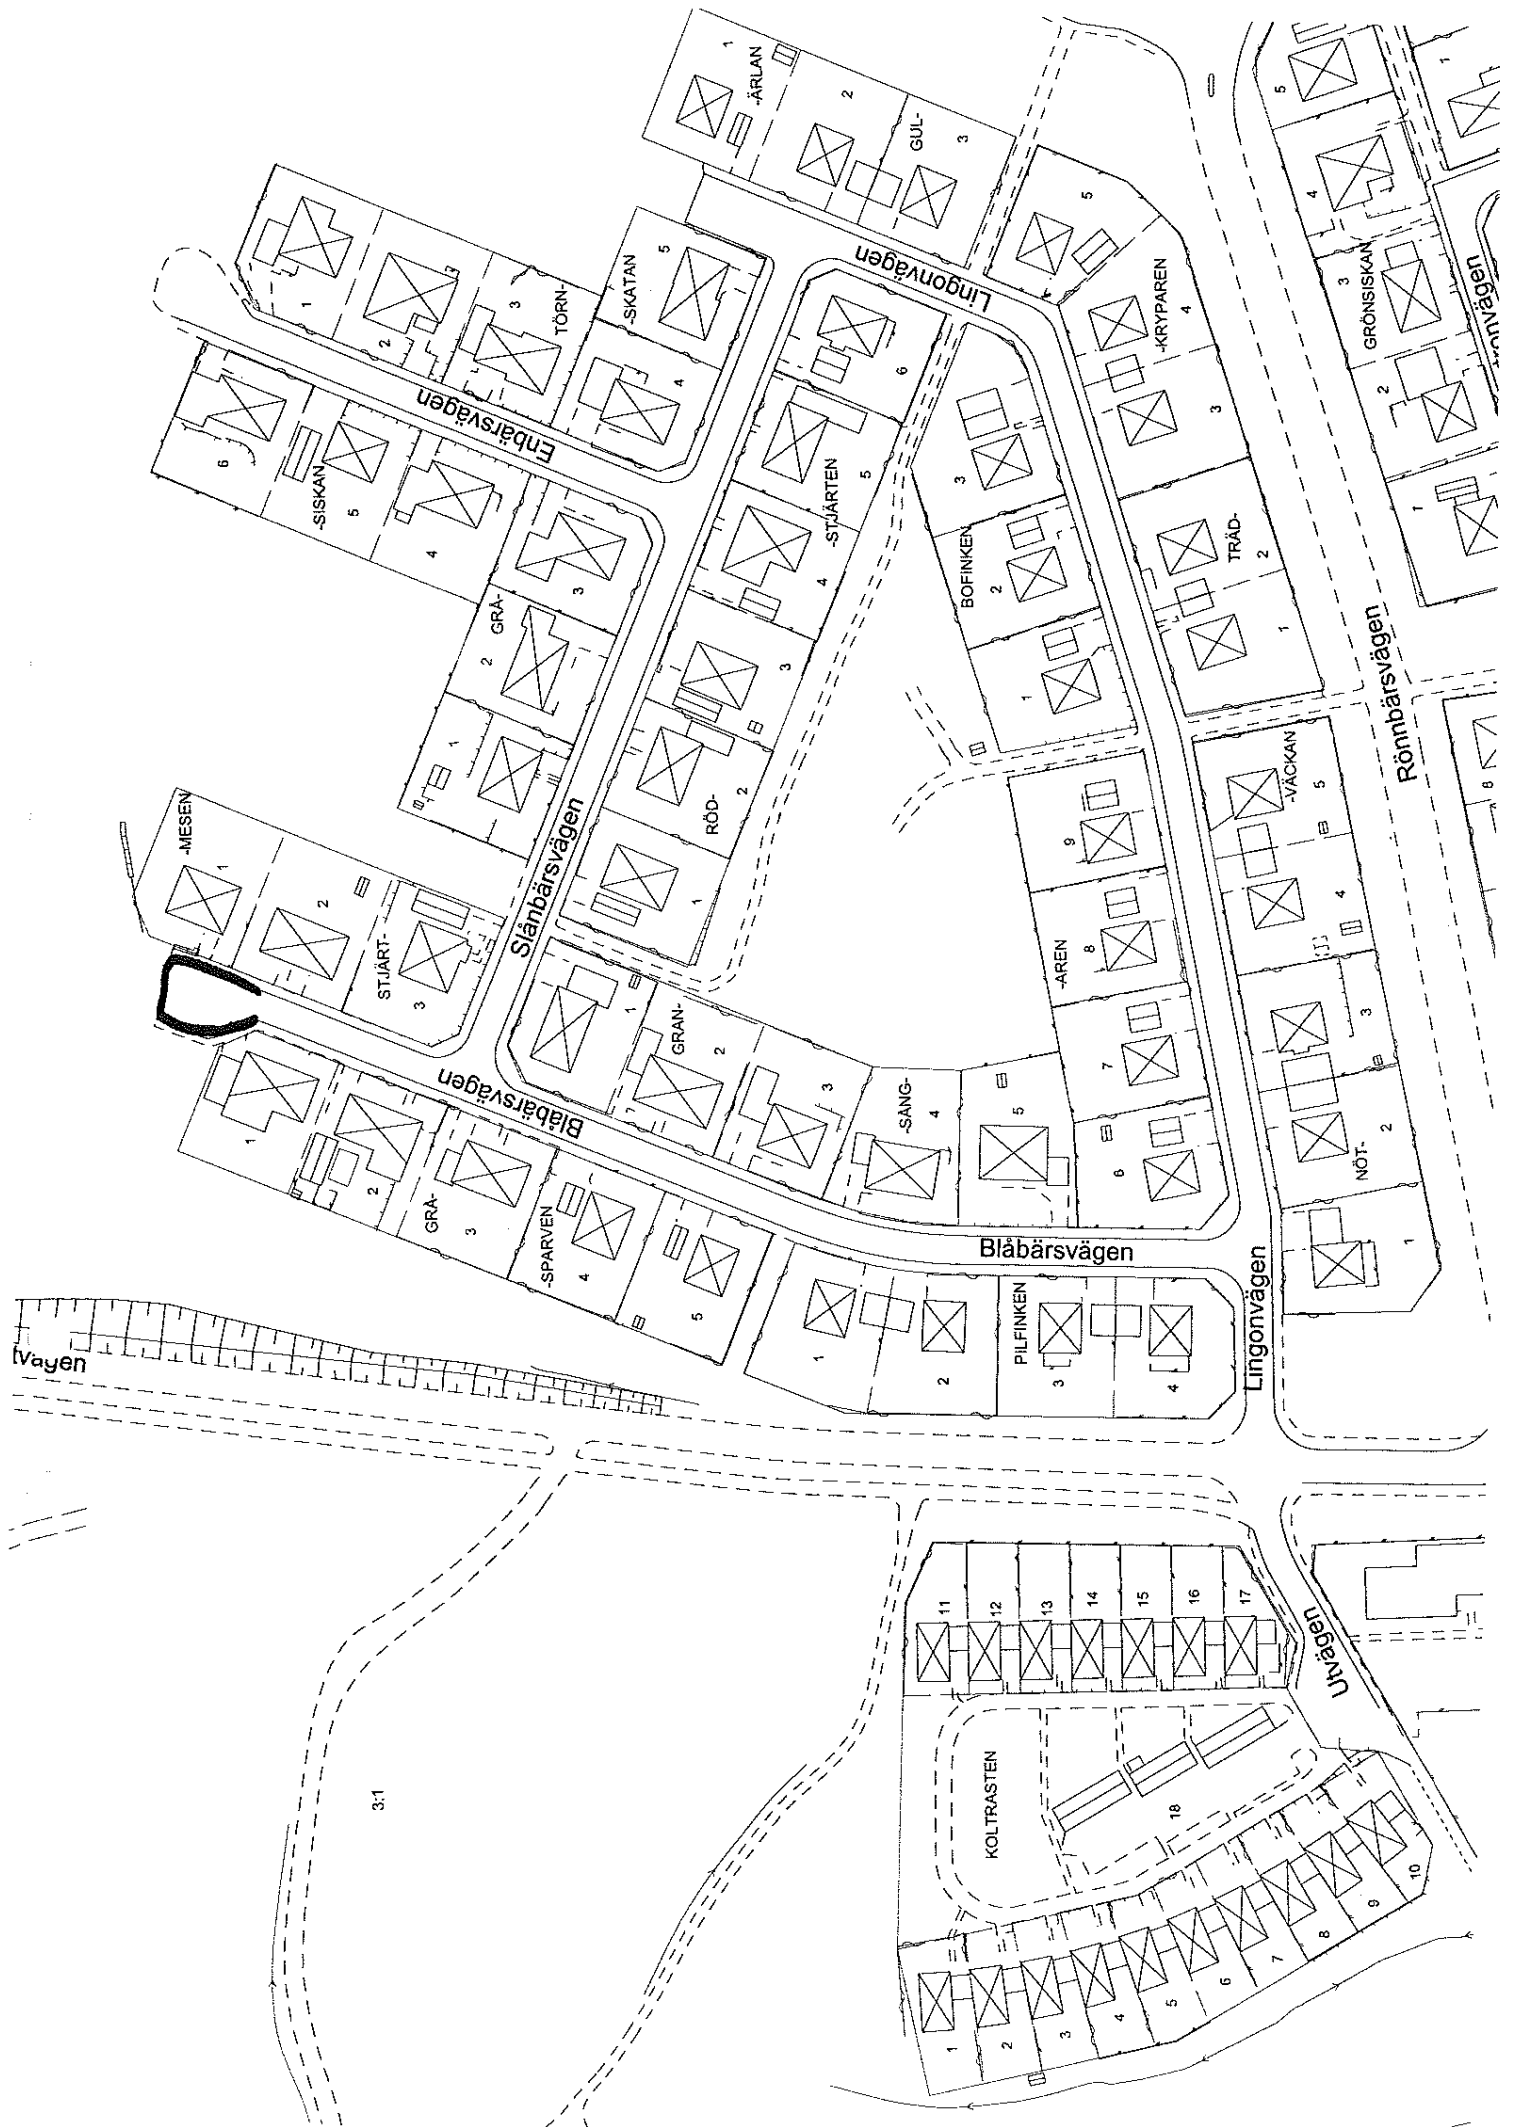 1
-ÄRLAN
2
GUL-
3
5
-KRYPAREN
4
3
TRÄD-
2
1
5
4
GRÖNSISKAN
3
2
1
1
Rönnbärsvägen
8
Lingonvägen
1
2
3
TÖRN-
-SKATAN
5
4
Enbärsvägen
6
-SISKAN
5
4
GRÅ-
3
2
1
6
-STJÄRTEN
5
4
3
RÖD-
2
1
Slånbärsvägen
3
BOFINKEN
2
1
-MESEN
1
2
STJÄRT-
3
1
GRAN-
2
3
-SÅNG-
4
5
-AREN
9
8
7
6
-VÄCKAN
5
4
3
NÖT-
2
1
Blåbärsvägen
1
2
GRÅ-
3
-SPARVEN
4
5
Blåbärsvägen
Lingonvägen
1
2
PILFINKEN
3
4
tvägen
11
12
13
14
15
16
17
Utvägen
KOLTRASTEN
18
3:1
1
2
3
4
5
6
7
8
9
10